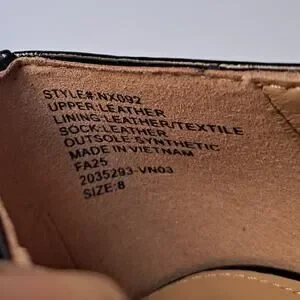 STYLE#:NX092
UPPER:LEATHER
LINING:LEATHER/TEXTILE
SOCK:LEATHER
OUTSOLE:SYNTHETIC
MADE IN VIETNAM
FA25
2035293-VN03
SIZE:8